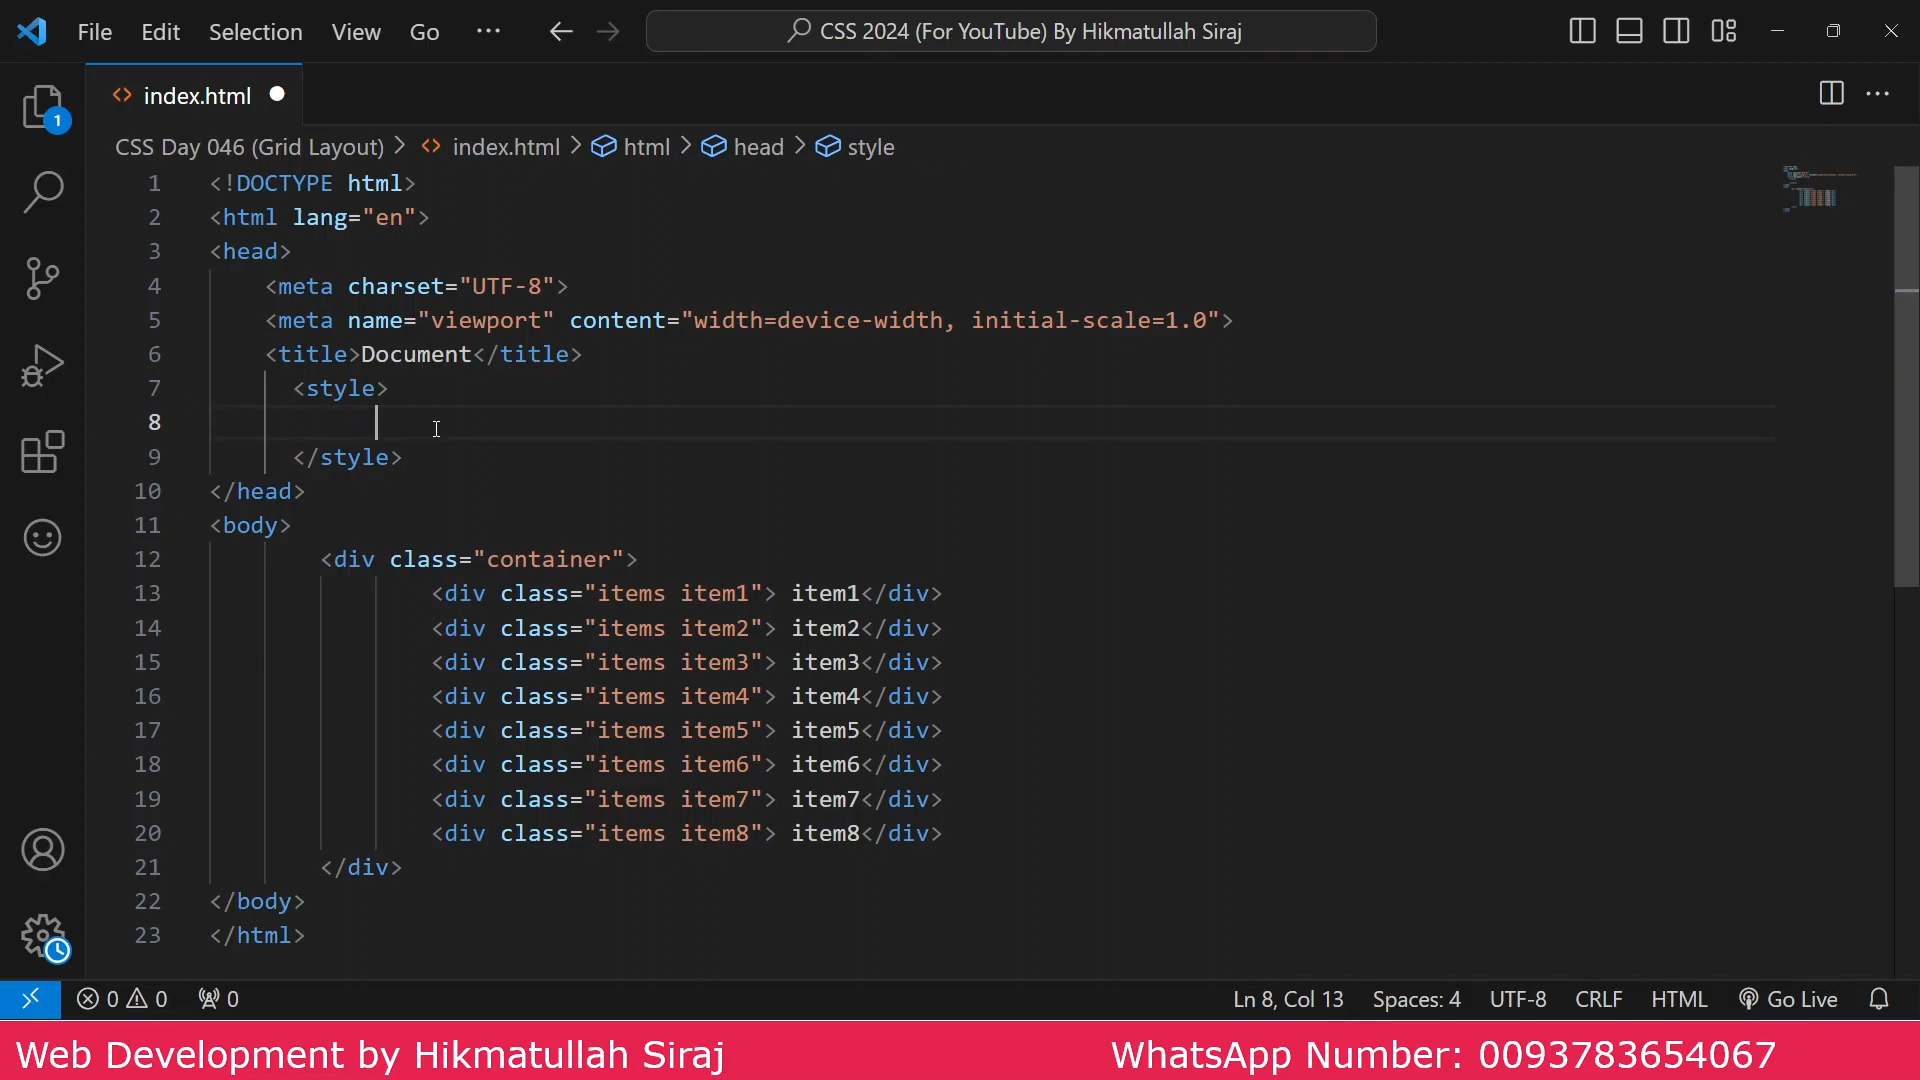 File Edit Selection View Go ··· CSS 2024 (For YouTube) By Hikmatullah Siraj
index.html
1
CSS Day 046 (Grid Layout) > index.html > html > head > style
1 <!DOCTYPE html>
2 <html lang="en">
3 <head>
4 <meta charset="UTF-8">
5 <meta name="viewport" content="width=device-width, initial-scale=1.0">
6 <title>Document</title>
7 <style>
8
9 </style>
10 </head>
11 <body>
12 <div class="container">
13 <div class="items item1"> item1</div>
14 <div class="items item2"> item2</div>
15 <div class="items item3"> item3</div>
16 <div class="items item4"> item4</div>
17 <div class="items item5"> item5</div>
18 <div class="items item6"> item6</div>
19 <div class="items item7"> item7</div>
20 <div class="items item8"> item8</div>
21 </div>
22 </body>
23 </html>
0 0 0 Ln 8, Col 13 Spaces: 4 UTF-8 CRLF HTML Go Live
Web Development by Hikmatullah Siraj WhatsApp Number: 0093783654067